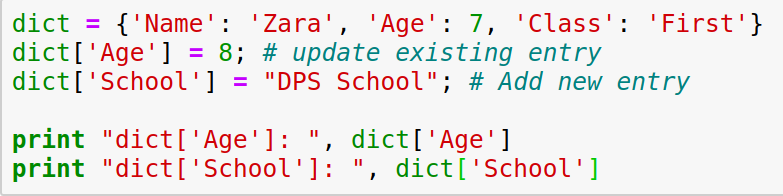 dict = {'Name': 'Zara', 'Age': 7, 'Class': 'First'}
dict['Age'] = 8; # update existing entry
dict['School'] = "DPS School"; # Add new entry
print "dict['Age']: ", dict['Age']
print "dict['School']: ", dict['School']